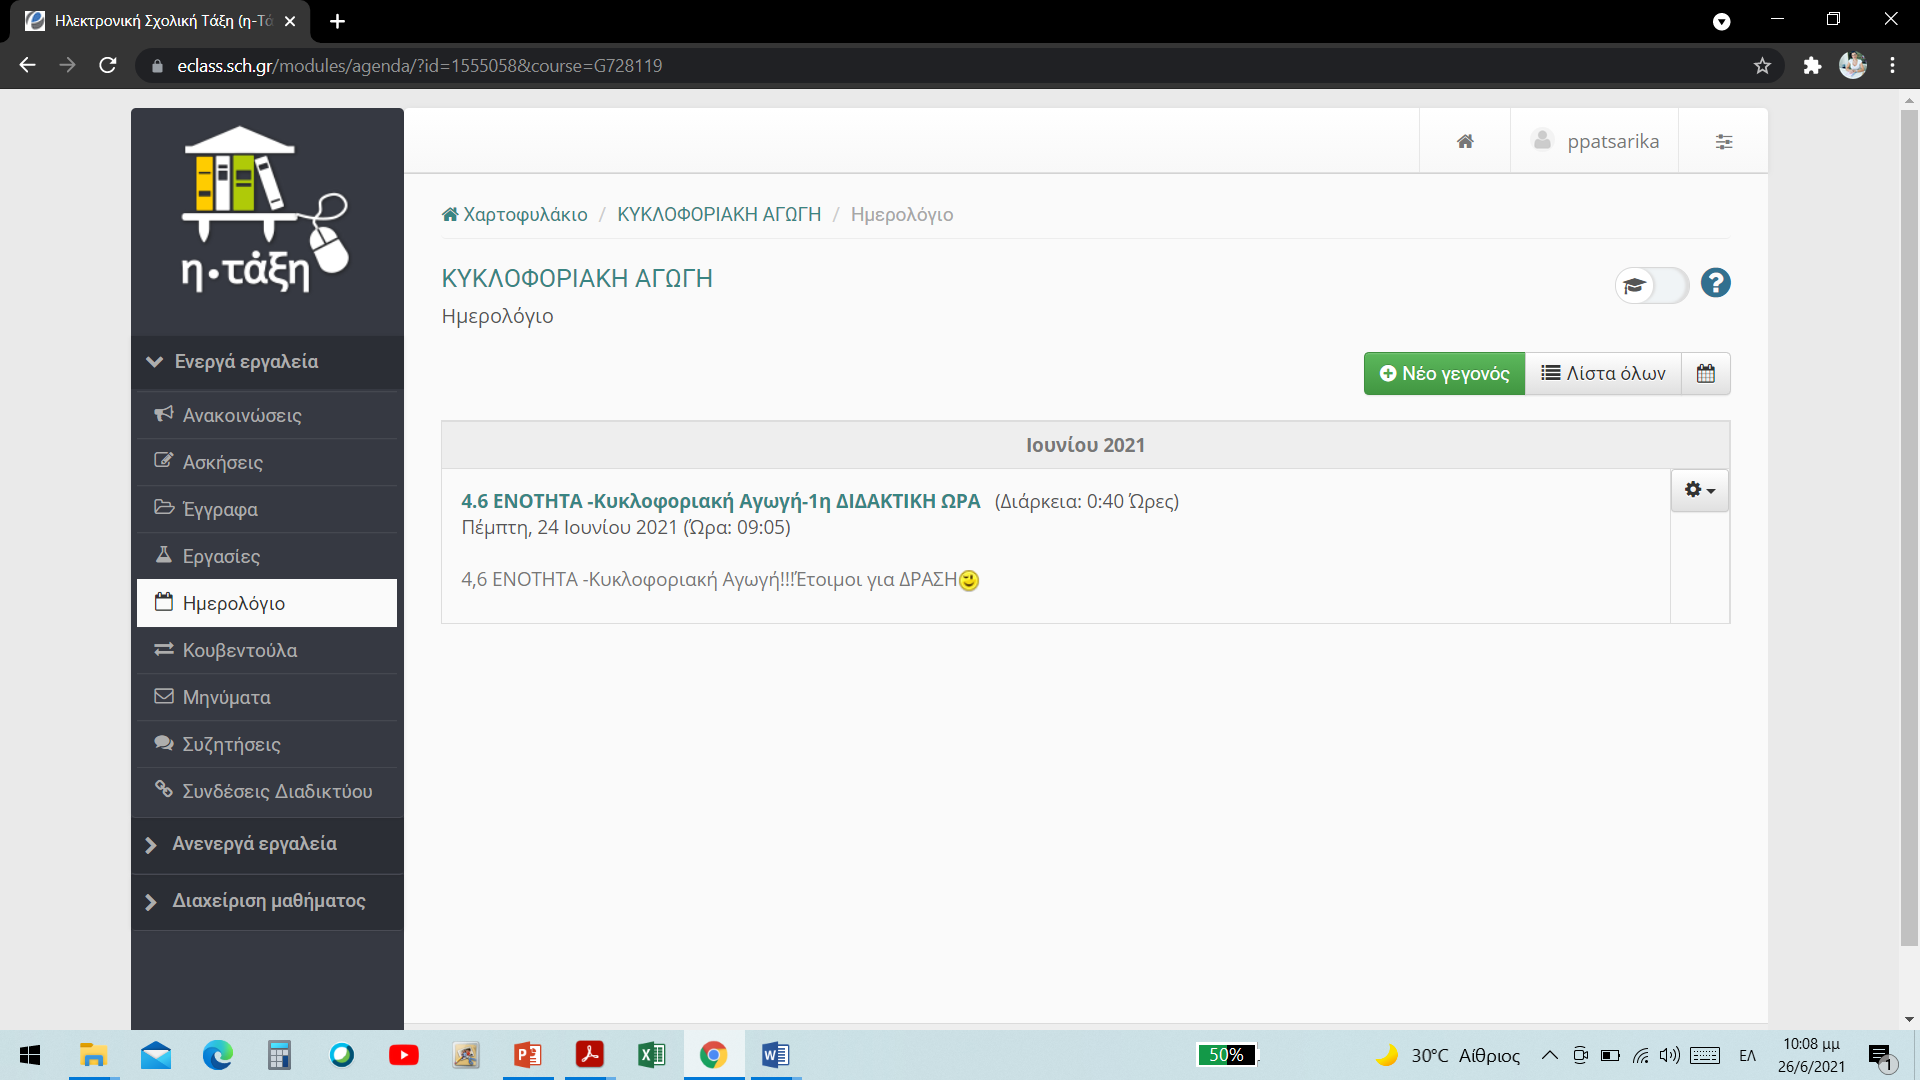 Ηλεκτρονική Σχολική Τάξη (η-Τά
eclass.sch.gr/modules/agenda/?id=1555058&course=G728119
η·τάξη
ppatsarika
Χαρτοφυλάκιο / ΚΥΚΛΟΦΟΡΙΑΚΗ ΑΓΩΓΗ / Ημερολόγιο
ΚΥΚΛΟΦΟΡΙΑΚΗ ΑΓΩΓΗ
Ημερολόγιο
Νέο γεγονός
Λίστα όλων
Ενεργά εργαλεία
Ανακοινώσεις
Ασκήσεις
Έγγραφα
Εργασίες
Ημερολόγιο
Κουβεντούλα
Μηνύματα
Συζητήσεις
Συνδέσεις Διαδικτύου
Ανενεργά εργαλεία
Διαχείριση μαθήματος
Ιουνίου 2021
4.6 ΕΝΟΤΗΤΑ -Κυκλοφοριακή Αγωγή-1η ΔΙΔΑΚΤΙΚΗ ΩΡΑ (Διάρκεια: 0:40 Ώρες)
Πέμπτη, 24 Ιουνίου 2021 (Ώρα: 09:05)
4,6 ΕΝΟΤΗΤΑ -Κυκλοφοριακή Αγωγή!!!Έτοιμοι για ΔΡΑΣΗ
50%
30°C Αίθριος
ΕΛ
10:08 μμ
26/6/2021
1